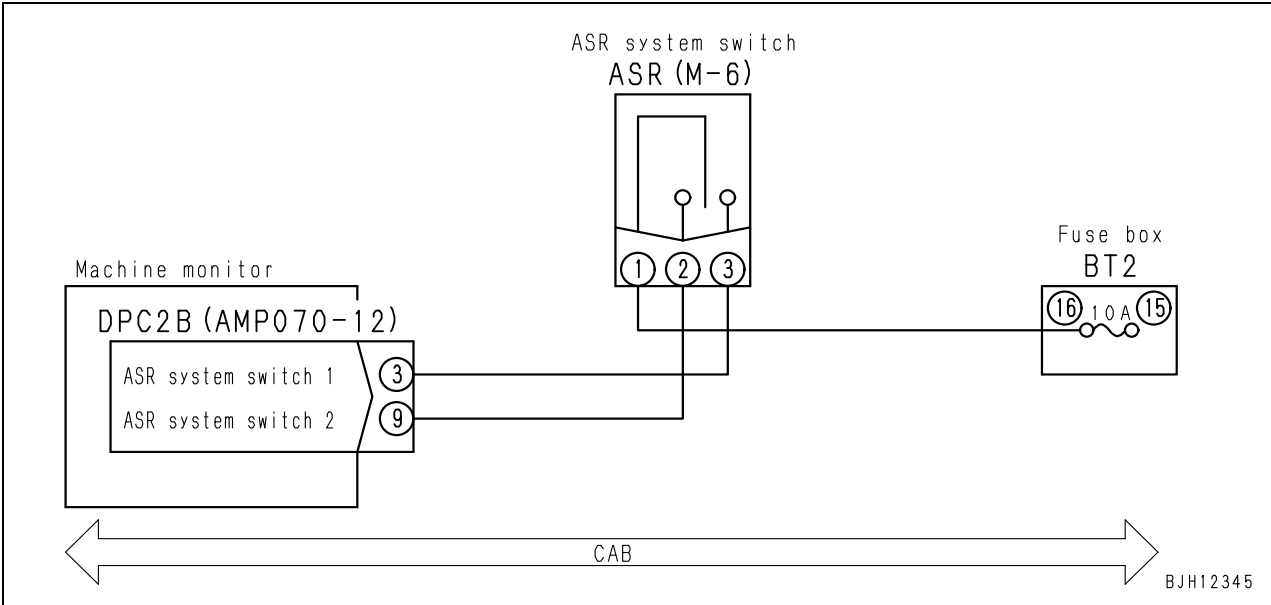 ASR system switch
ASR (M-6)
1 2 3
Fuse box
BT2
16 10A 15
Machine monitor
DPC2B (AMP070-12)
ASR system switch 1 3
ASR system switch 2 9
CAB
BJH12345